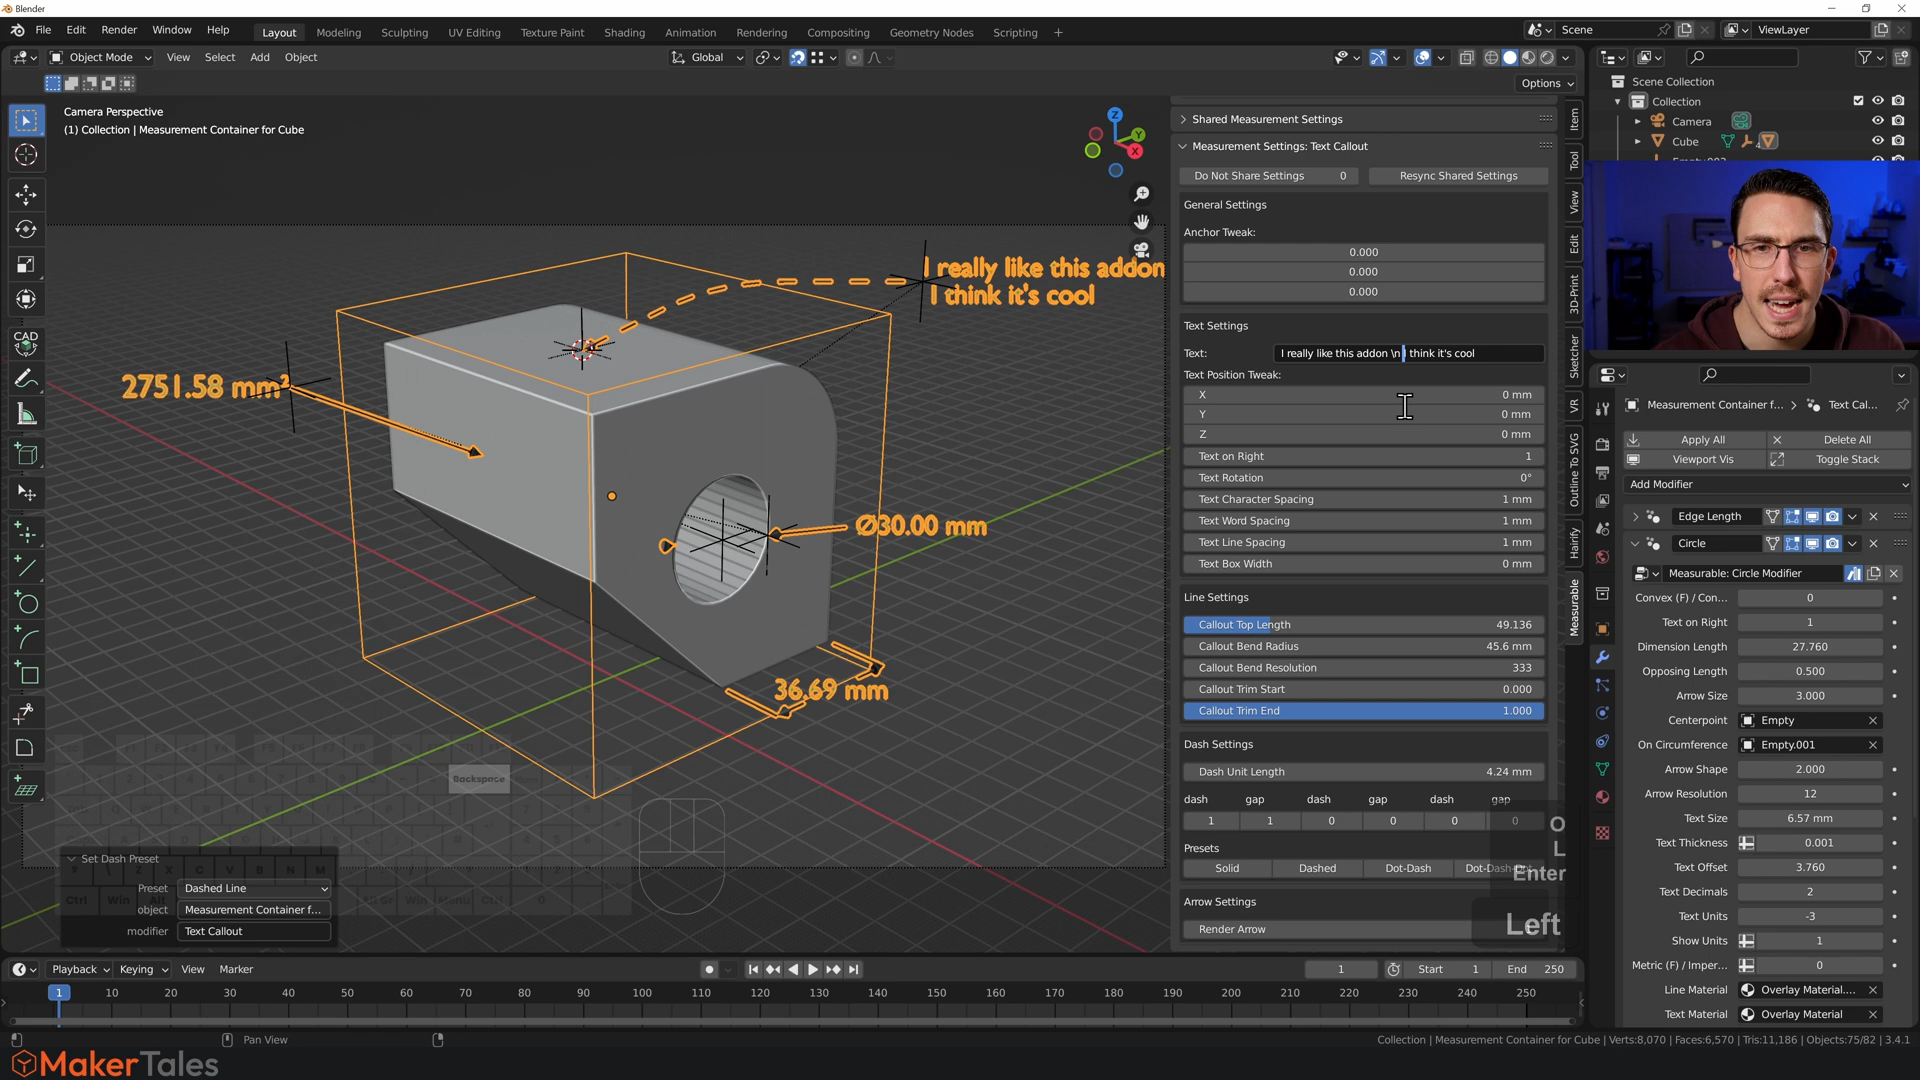 Blender
File Edit Render Window Help
Layout Modeling Sculpting UV Editing Texture Paint Shading Animation Rendering Compositing Geometry Nodes Scripting +
Scene
ViewLayer
Object Mode View Select Add Object
Global
Options
Camera Perspective
(1) Collection | Measurement Container for Cube
CAD
Z
Y
X
I really like this addon
I think it's cool
2751.58 mm²
Ø30.00 mm
36.69 mm
Backspace
Set Dash Preset
Preset Dashed Line
object Measurement Container f...
modifier Text Callout
Shared Measurement Settings
Measurement Settings: Text Callout
Do Not Share Settings 0 Resync Shared Settings
General Settings
Anchor Tweak:
0.000
0.000
0.000
Text Settings
Text: I really like this addon \n I think it's cool
Text Position Tweak:
X 0 mm
Y 0 mm
Z 0 mm
Text on Right 1
Text Rotation 0°
Text Character Spacing 1 mm
Text Word Spacing 1 mm
Text Line Spacing 1 mm
Text Box Width 0 mm
Line Settings
Callout Top Length 49.136
Callout Bend Radius 45.6 mm
Callout Bend Resolution 333
Callout Trim Start 0.000
Callout Trim End 1.000
Dash Settings
Dash Unit Length 4.24 mm
dash gap dash gap dash gap
1 1 0 0 0 0
Presets
Solid Dashed Dot-Dash Dot-Dash
Arrow Settings
Render Arrow
Enter
Left
Item
Tool
View
Edit
3D-Print
Sketcher
VR
Outline To SVG
Hairify
Measurable
Scene Collection
Collection
Camera
Cube
Measurement Container f... > Text Cal...
Apply All Delete All
Viewport Vis Toggle Stack
Add Modifier
Edge Length
Circle
Measurable: Circle Modifier
Convex (F) / Con... 0
Text on Right 1
Dimension Length 27.760
Opposing Length 0.500
Arrow Size 3.000
Centerpoint Empty
On Circumference Empty.001
Arrow Shape 2.000
Arrow Resolution 12
Text Size 6.57 mm
Text Thickness 0.001
Text Offset 3.760
Text Decimals 2
Text Units -3
Show Units 1
Metric (F) / Imper... 0
Line Material Overlay Material....
Text Material Overlay Material
Playback Keying View Marker
1 Start 1 End 250
1 10 20 30 40 50 60 70 80 90 100 110 120 130 140 150 160 170 180 190 200 210 220 230 240 250
Pan View
Collection | Measurement Container for Cube | Verts:8,070 | Faces:6,570 | Tris:11,186 | Objects:75/82 | 3.4.1
MakerTales